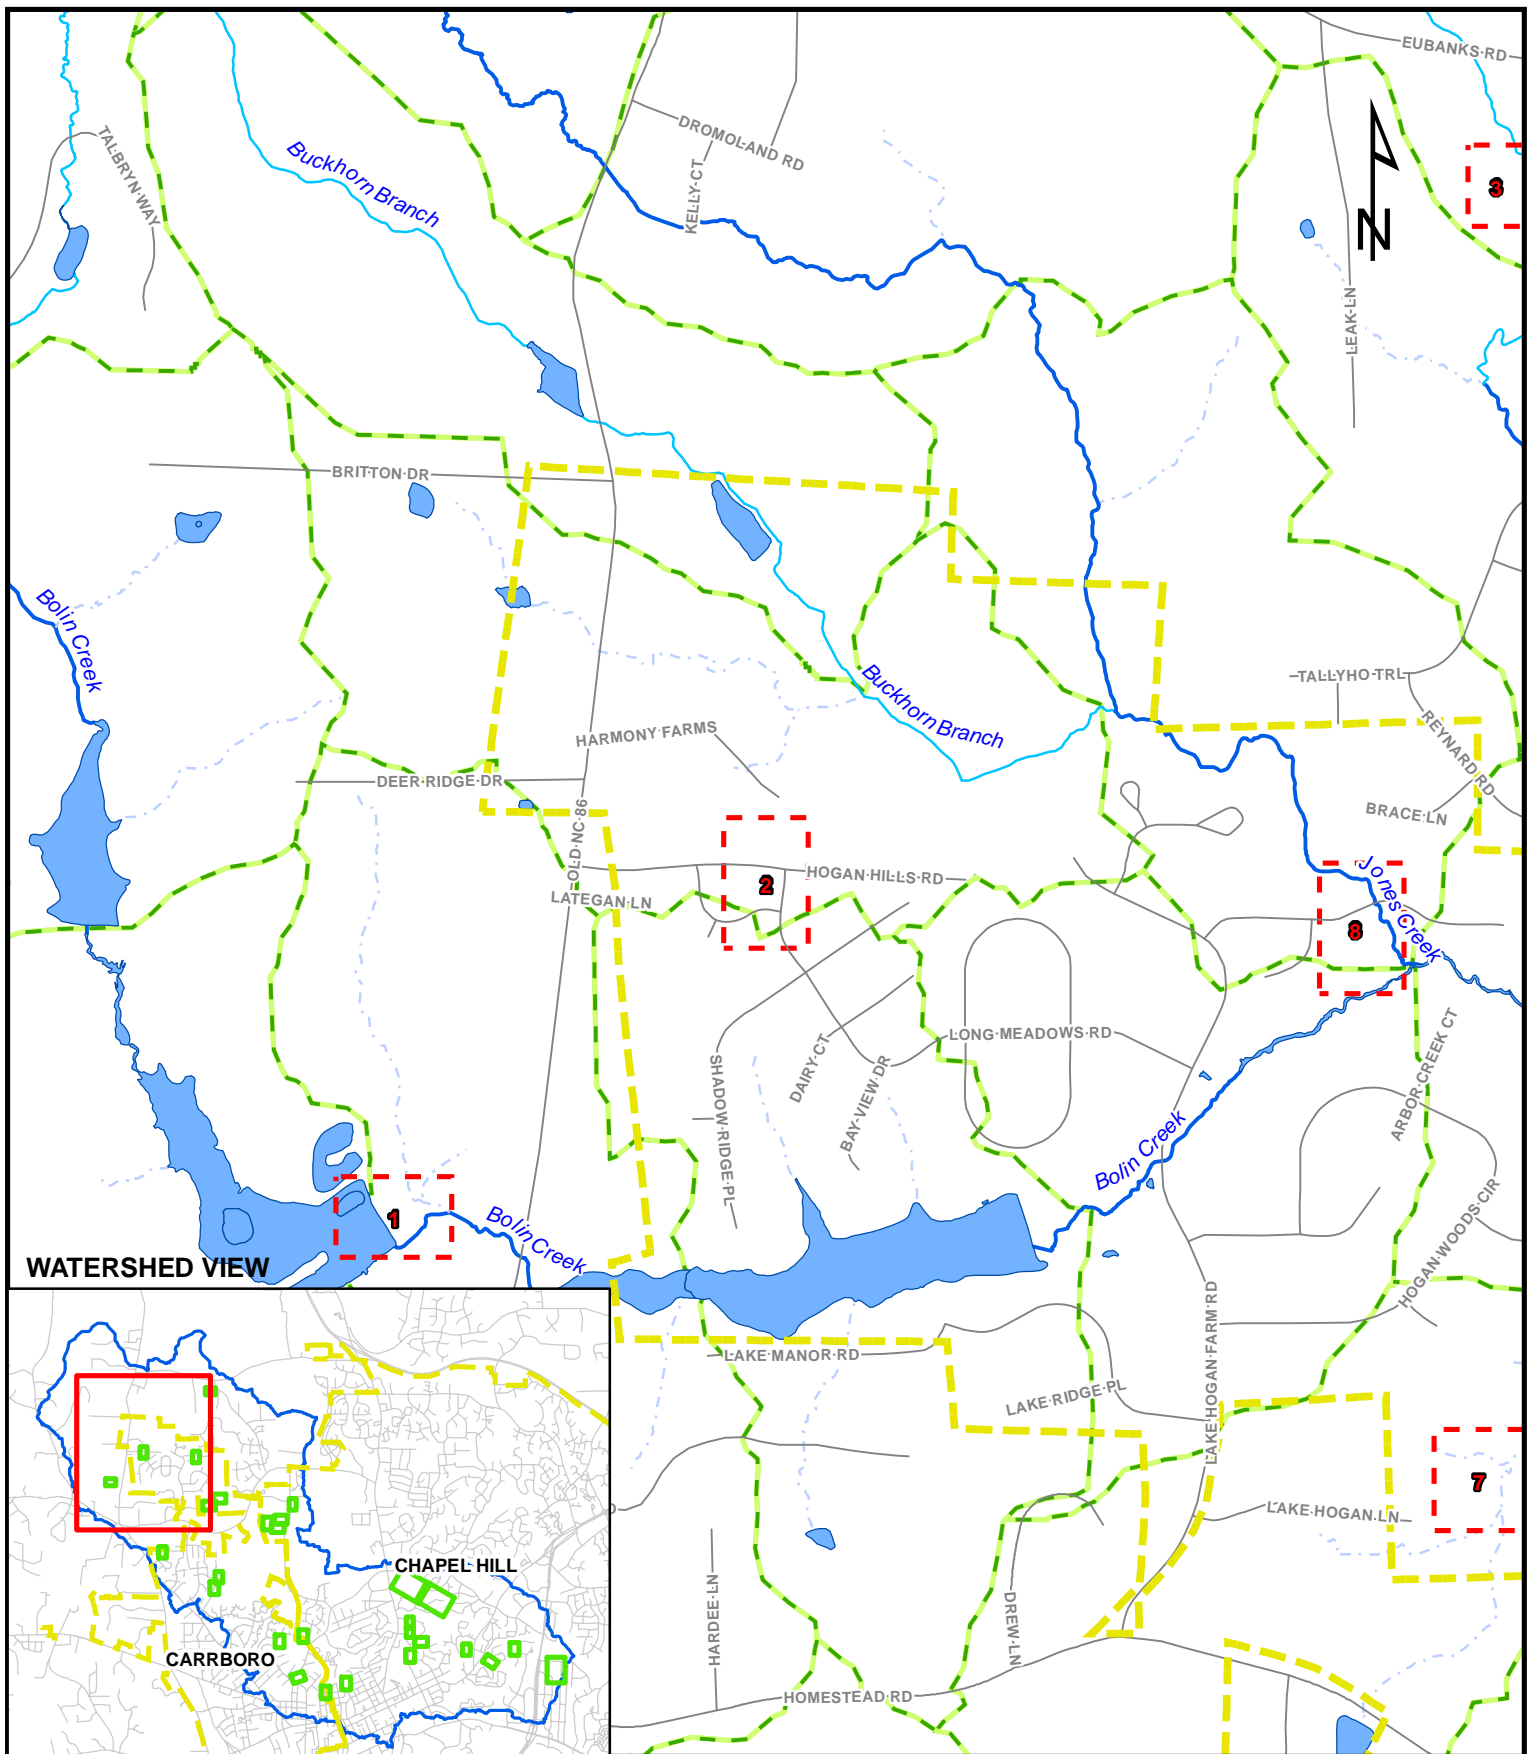 EUBANKS RD
DROMOLAND RD
TALBRYN WAY
Buckhorn Branch
KELLY CT
3
N
LEAK LN
BRITTON DR
Bolin Creek
TALLYHO TRL
Buckhorn Branch
REYNARD RD
HARMONY FARMS
DEER RIDGE DR
BRACE LN
OLD NC 86
HOGAN HILLS RD
2
LATEGAN LN
Jones Creek
8
LONG MEADOWS RD
DAIRY CT
SHADOW RIDGE PL
BAY VIEW DR
ARBOR CREEK CT
Bolin Creek
1
Bolin Creek
HOGAN WOODS CIR
WATERSHED VIEW
LAKE MANOR RD
LAKE HOGAN FARM RD
LAKE RIDGE PL
7
LAKE HOGAN LN
CHAPEL HILL
HARDEE LN
DREW LN
CARRBORO
HOMESTEAD RD